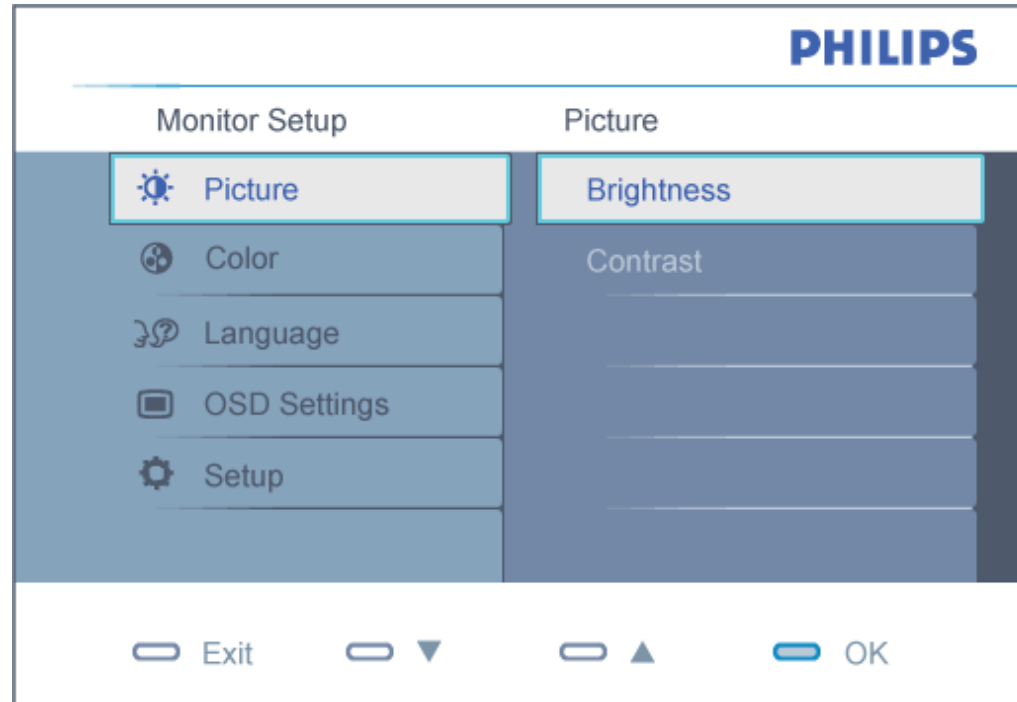 PHILIPS
Monitor Setup
Picture
Picture
Brightness
Color
Contrast
Language
OSD Settings
Setup
Exit ▼ ▲ OK